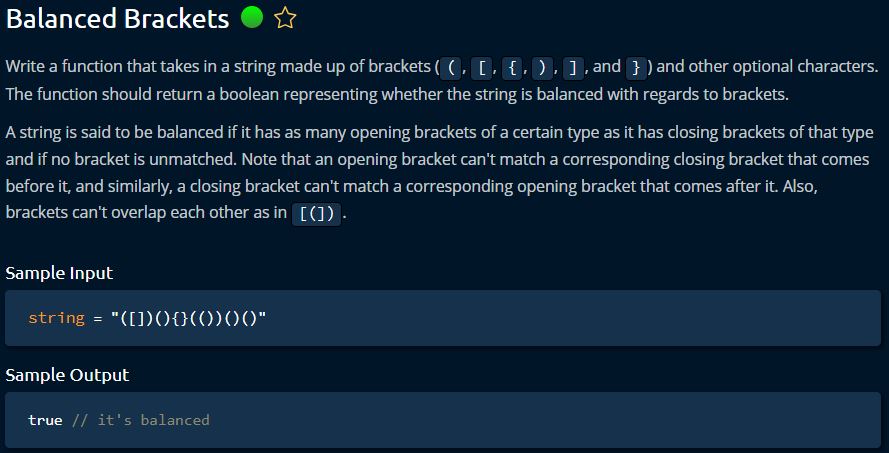 Balanced Brackets
Write a function that takes in a string made up of brackets ( (, [, {, ), ], and } ) and other optional characters.
The function should return a boolean representing whether the string is balanced with regards to brackets.
A string is said to be balanced if it has as many opening brackets of a certain type as it has closing brackets of that type
and if no bracket is unmatched. Note that an opening bracket can't match a corresponding closing bracket that comes
before it, and similarly, a closing bracket can't match a corresponding opening bracket that comes after it. Also,
brackets can't overlap each other as in [(]).
Sample Input
string = "([])(){}(())()()"
Sample Output
true // it's balanced